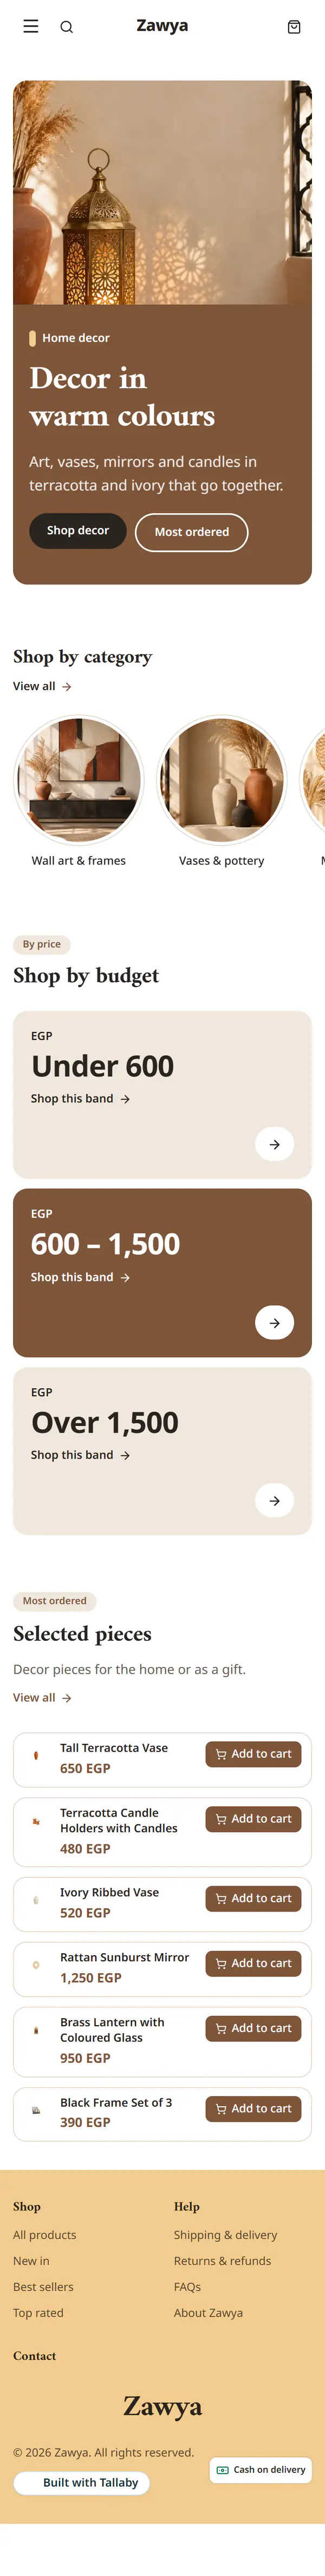 Zawya
Home decor
Decor in
warm colours
Art, vases, mirrors and candles in
terracotta and ivory that go together.
Shop decor
Most ordered
Shop by category
View all
Wall art & frames
Vases & pottery
By price
Shop by budget
EGP
Under 600
Shop this band
EGP
600 – 1,500
Shop this band
EGP
Over 1,500
Shop this band
Most ordered
Selected pieces
Decor pieces for the home or as a gift.
View all
Tall Terracotta Vase
650 EGP
Add to cart
Terracotta Candle
Holders with Candles
480 EGP
Add to cart
Ivory Ribbed Vase
520 EGP
Add to cart
Rattan Sunburst Mirror
1,250 EGP
Add to cart
Brass Lantern with
Coloured Glass
950 EGP
Add to cart
Black Frame Set of 3
390 EGP
Add to cart
Shop
All products
New in
Best sellers
Top rated
Help
Shipping & delivery
Returns & refunds
FAQs
About Zawya
Contact
Zawya
© 2026 Zawya. All rights reserved.
Cash on delivery
Built with Tallaby